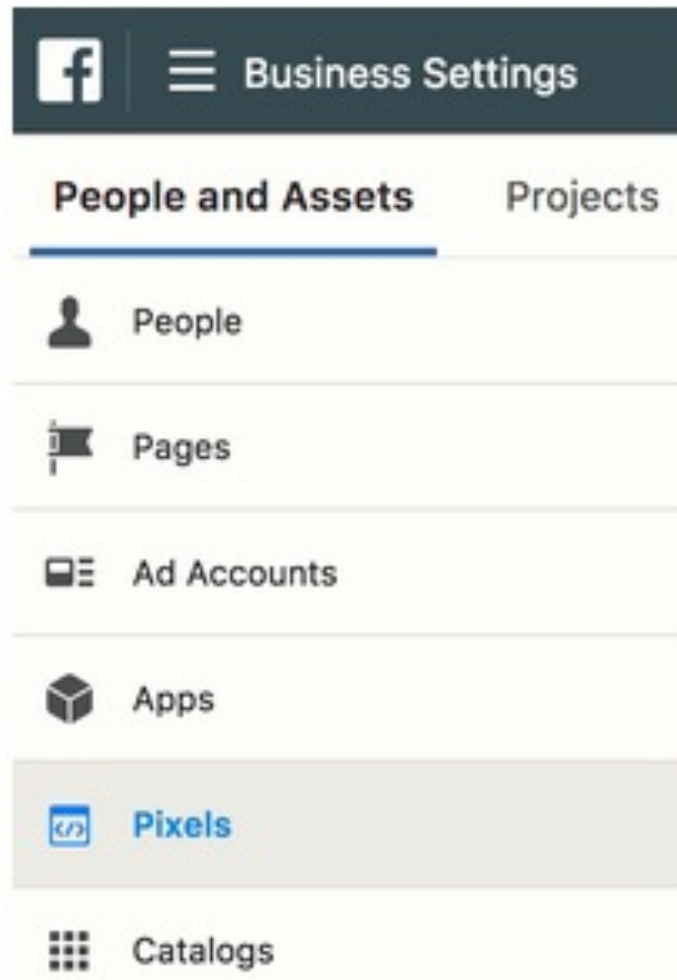 Business Settings
People and Assets Projects
People
Pages
Ad Accounts
Apps
Pixels
Catalogs